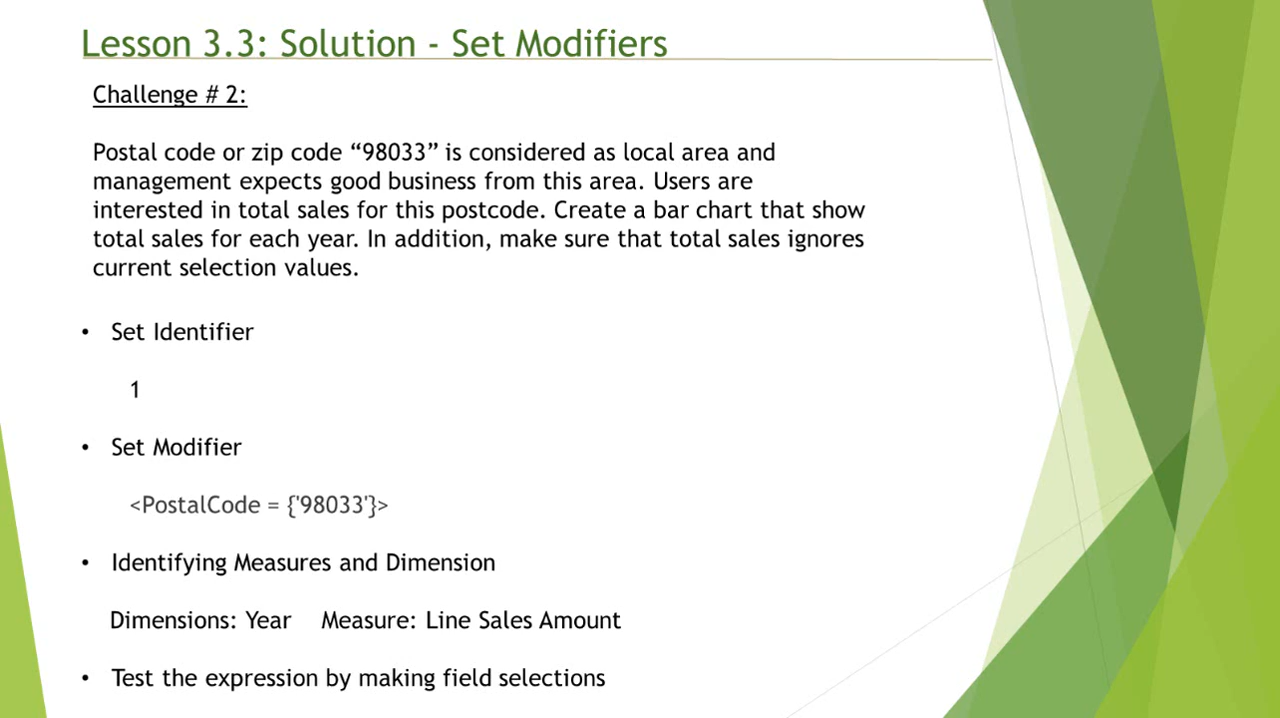 Lesson 3.3: Solution - Set Modifiers
Challenge # 2:
Postal code or zip code “98033” is considered as local area and
management expects good business from this area. Users are
interested in total sales for this postcode. Create a bar chart that show
total sales for each year. In addition, make sure that total sales ignores
current selection values.
• Set Identifier
1
• Set Modifier
<PostalCode = {'98033'}>
• Identifying Measures and Dimension
Dimensions: Year Measure: Line Sales Amount
• Test the expression by making field selections